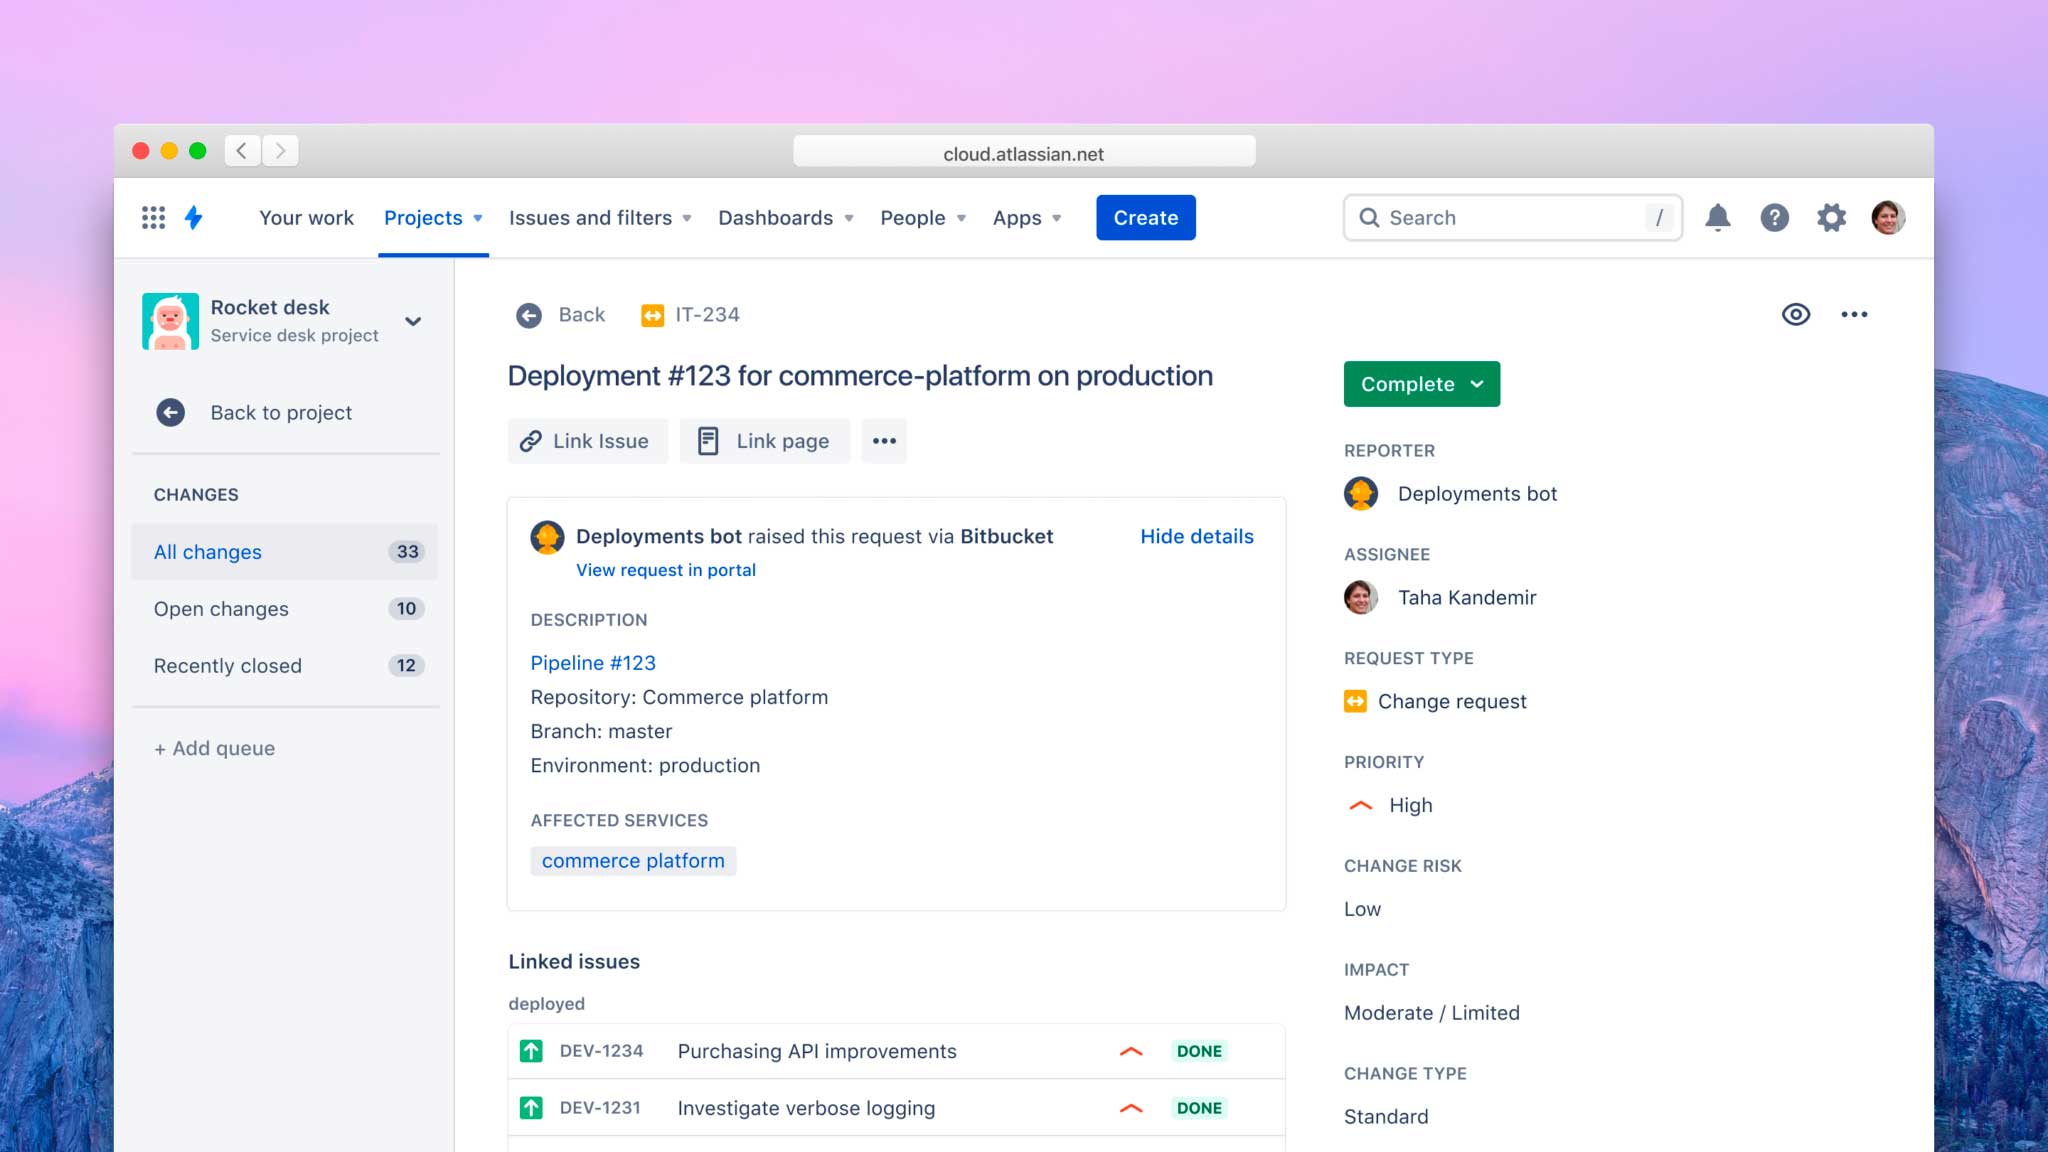 cloud.atlassian.net
Your work Projects Issues and filters Dashboards People Apps Create Search /
Rocket desk
Service desk project
Back to project
CHANGES
All changes 33
Open changes 10
Recently closed 12
+ Add queue
Back IT-234
Deployment #123 for commerce-platform on production
Link Issue Link page
Deployments bot raised this request via Bitbucket Hide details
View request in portal
DESCRIPTION
Pipeline #123
Repository: Commerce platform
Branch: master
Environment: production
AFFECTED SERVICES
commerce platform
Linked issues
deployed
DEV-1234 Purchasing API improvements DONE
DEV-1231 Investigate verbose logging DONE
Complete
REPORTER
Deployments bot
ASSIGNEE
Taha Kandemir
REQUEST TYPE
Change request
PRIORITY
High
CHANGE RISK
Low
IMPACT
Moderate / Limited
CHANGE TYPE
Standard